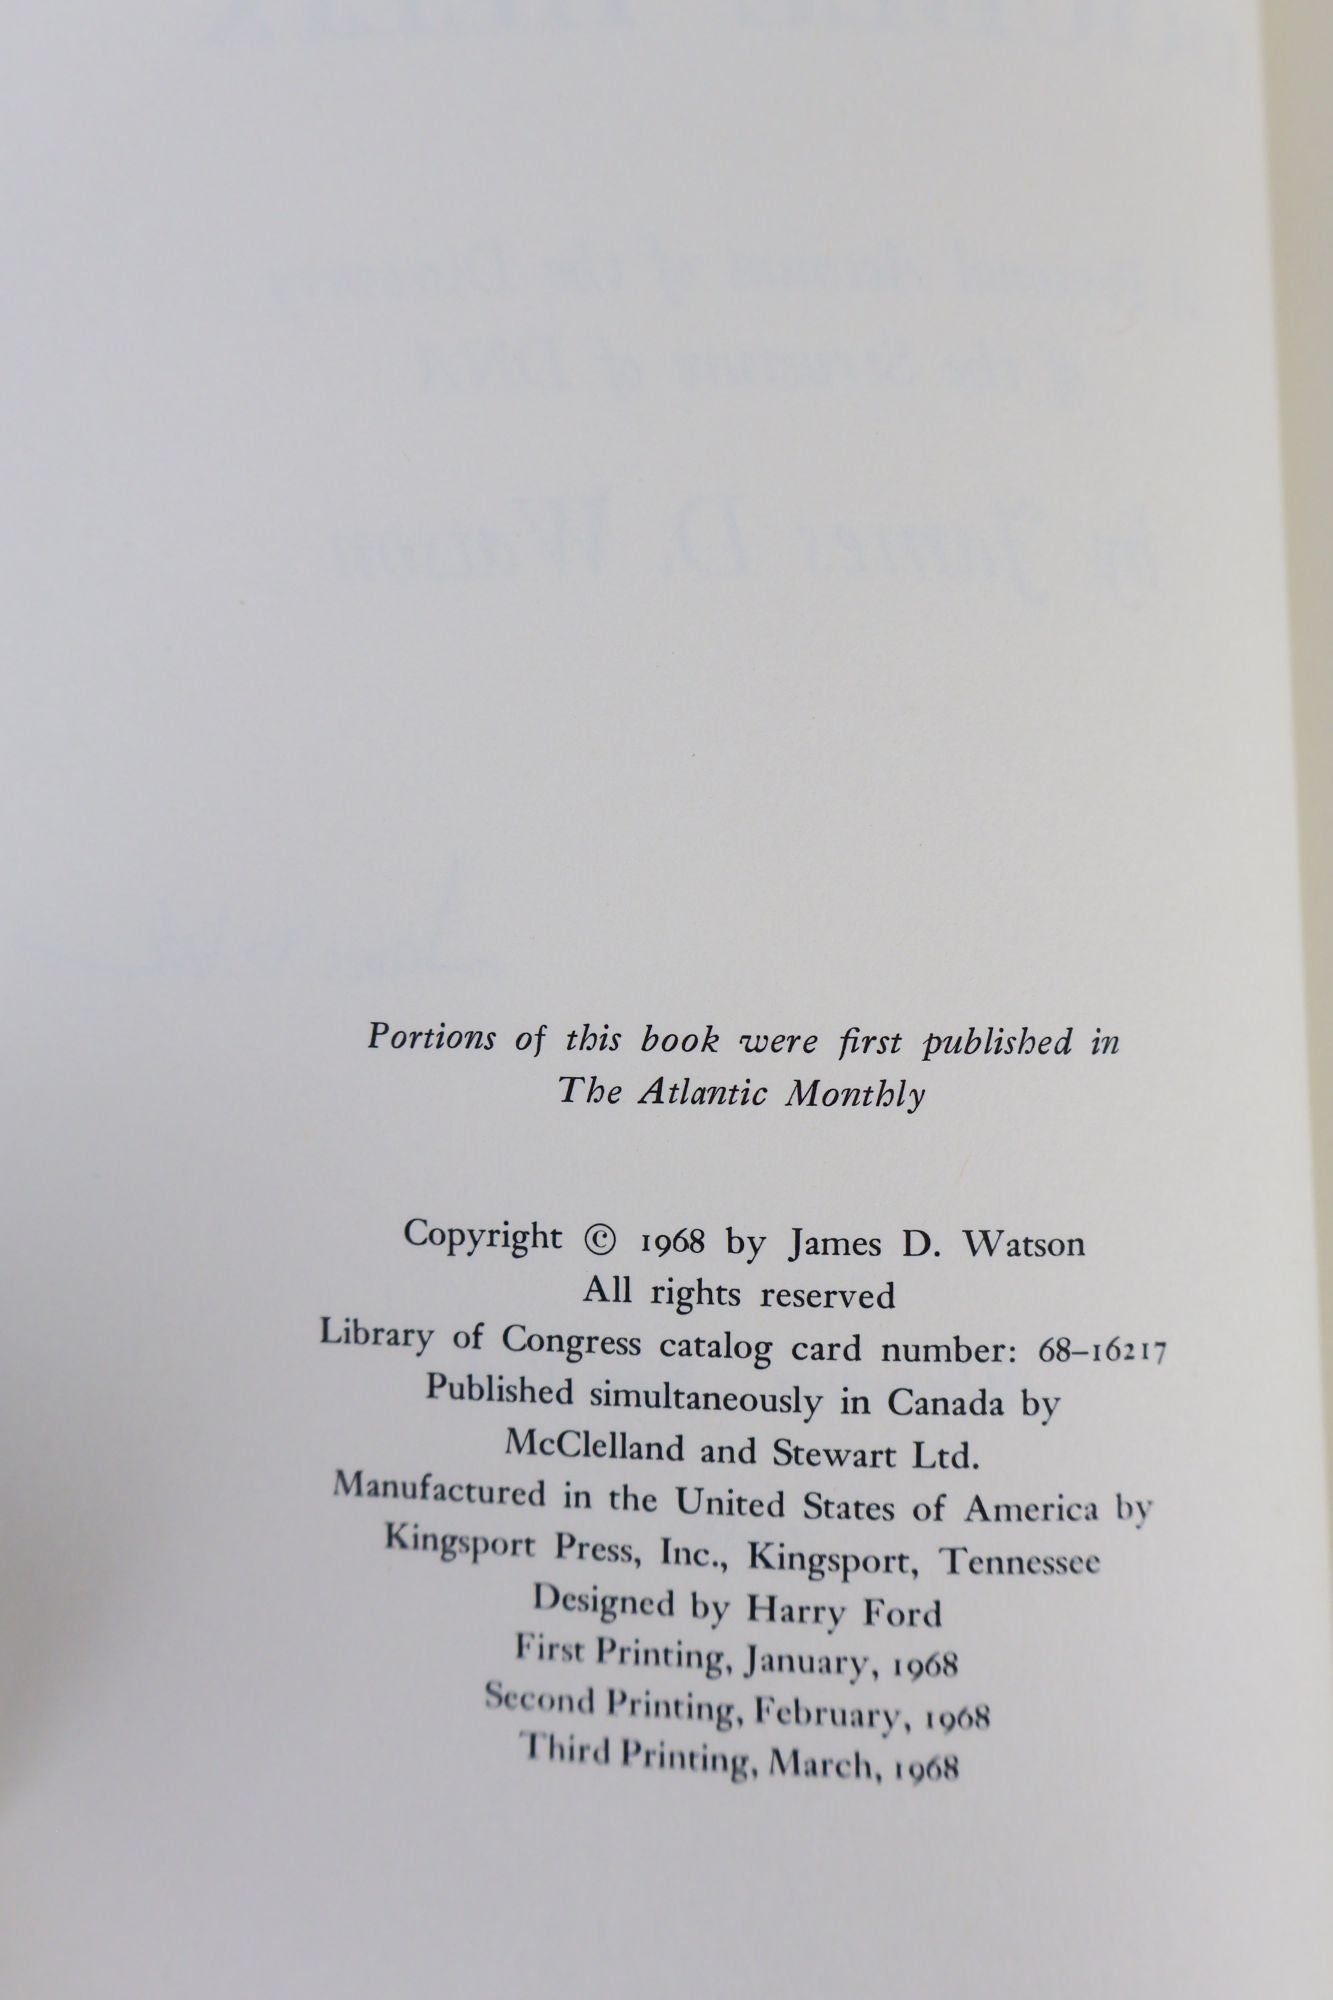 Portions of this book were first published in
The Atlantic Monthly
Copyright © 1968 by James D. Watson
All rights reserved
Library of Congress catalog card number: 68-16217
Published simultaneously in Canada by
McClelland and Stewart Ltd.
Manufactured in the United States of America by
Kingsport Press, Inc., Kingsport, Tennessee
Designed by Harry Ford
First Printing, January, 1968
Second Printing, February, 1968
Third Printing, March, 1968